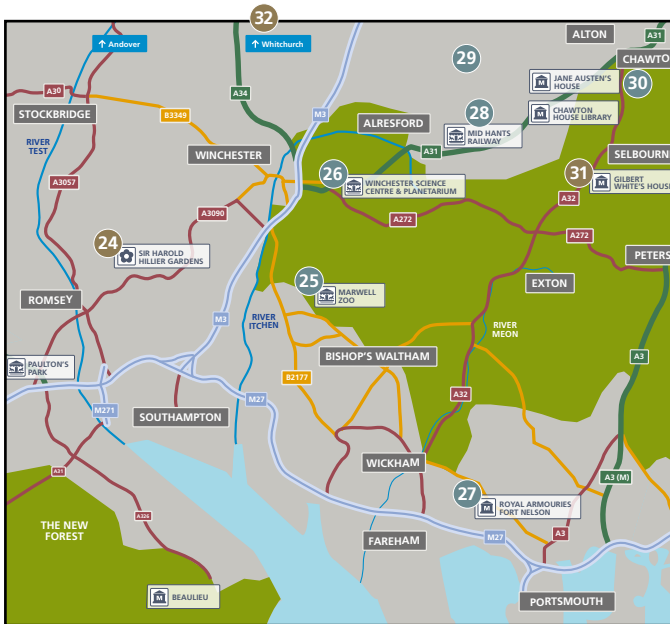 32
↑ Andover
↑ Whitchurch
ALTON
A31
CHAWTO
29
JANE AUSTEN'S
HOUSE
30
A30
A34
STOCKBRIDGE
B3349
M3
28
CHAWTON
HOUSE LIBRARY
ALRESFORD
MID HANTS
RAILWAY
RIVER
TEST
WINCHESTER
A31
SELBOURN
A3057
26
WINCHESTER SCIENCE
CENTRE & PLANETARIUM
31
GILBERT
WHITE'S HOUSE
A32
A3090
A272
A272
24
SIR HAROLD
HILLIER GARDENS
PETERS
25
MARWELL
ZOO
EXTON
ROMSEY
M3
RIVER
ITCHEN
RIVER
MEON
PAULTON'S
PARK
BISHOP'S WALTHAM
A3
B2177
A32
M271
M27
SOUTHAMPTON
WICKHAM
A31
A3 (M)
27
ROYAL ARMOURIES
FORT NELSON
A326
THE NEW
FOREST
FAREHAM
M27
A3
BEAULIEU
PORTSMOUTH